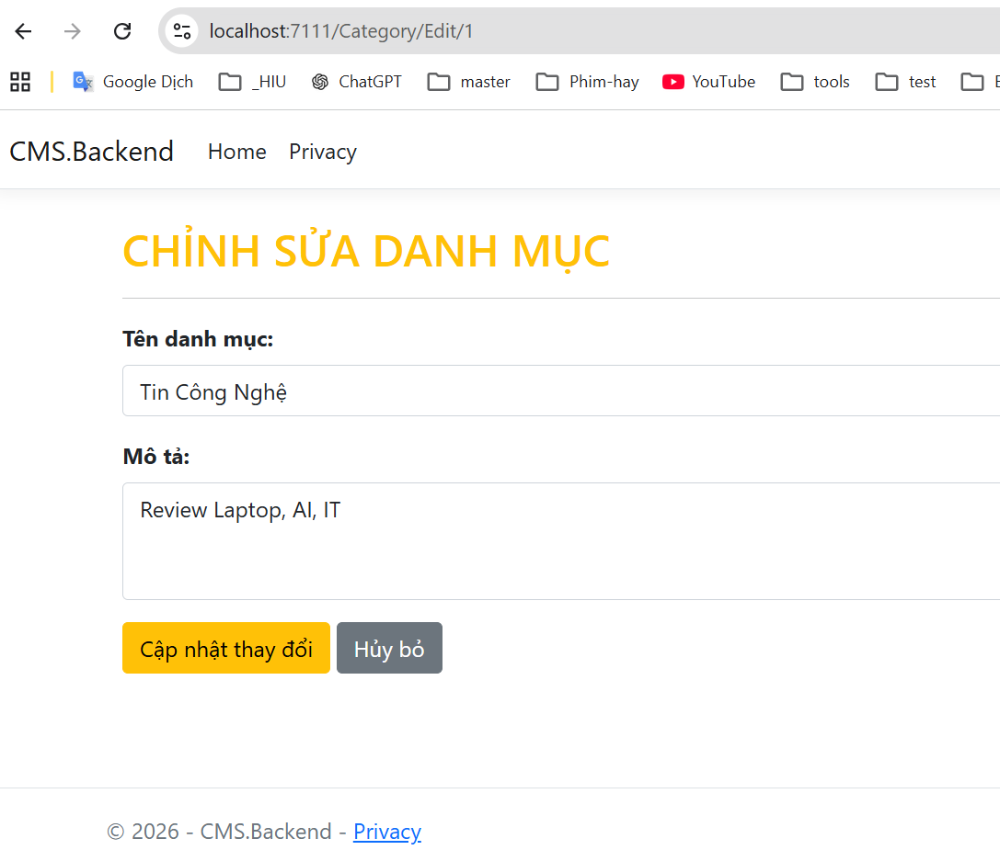 localhost:7111/Category/Edit/1
Google Dịch _HIU ChatGPT master Phim-hay YouTube tools test
CMS.Backend Home Privacy
CHỈNH SỬA DANH MỤC
Tên danh mục:
Tin Công Nghệ
Mô tả:
Review Laptop, AI, IT
Cập nhật thay đổi Hủy bỏ
© 2026 - CMS.Backend - Privacy